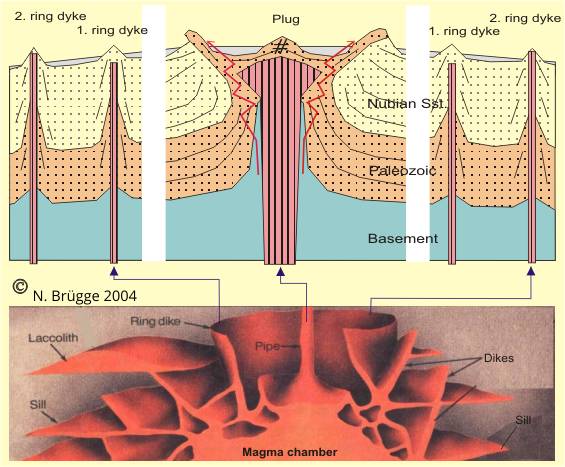 Plug
2. ring dyke
1. ring dyke
1. ring dyke
2. ring dyke
#
Nubian Sst.
Paleozoic
Basement
© N. Brügge 2004
Ring dike
Laccolith
Pipe
Dikes
Sill
Sill
Magma chamber